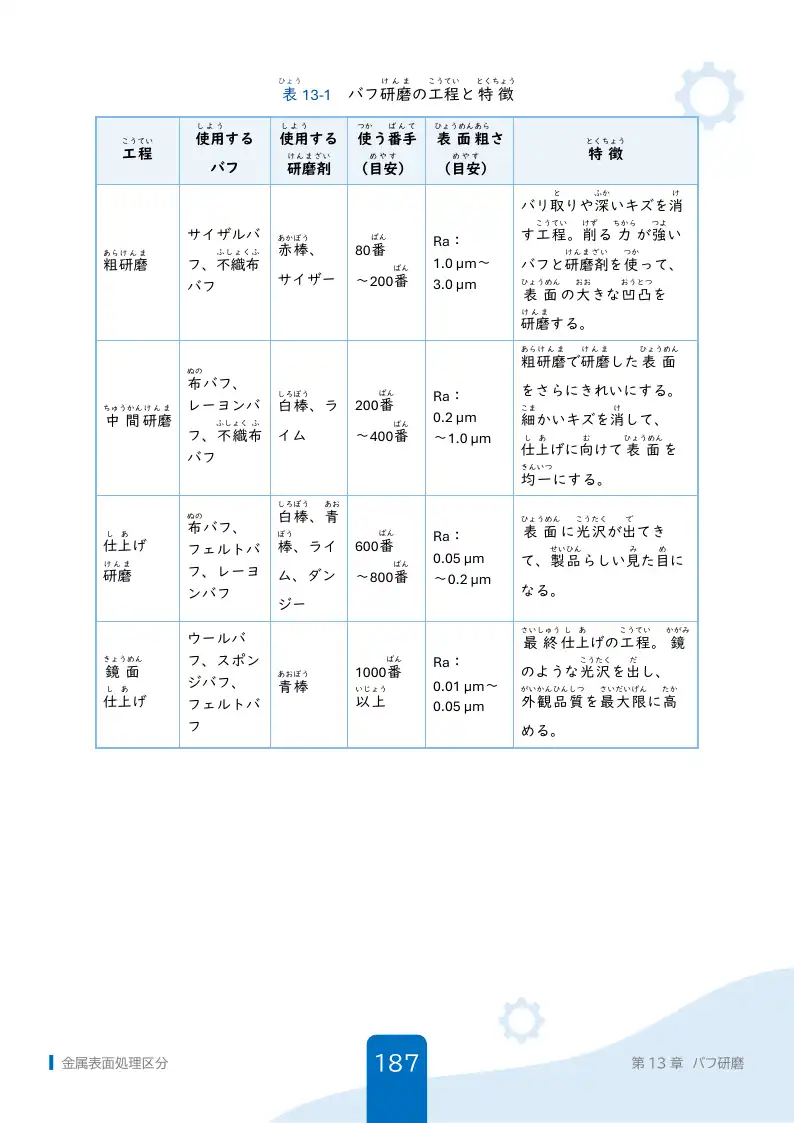 表 13-1 バフ研磨の工程と特徴
工程
使用する
バフ
使用する
研磨剤
使う番手
（目安）
表面粗さ
（目安）
特徴
粗研磨
サイザルバ
フ、不織布
バフ
赤棒、
サイザー
80番
～200番
Ra：
1.0 μm～
3.0 μm
バリ取りや深いキズを消
す工程。削る力が強い
バフと研磨剤を使って、
表面の大きな凹凸を
研磨する。
中間研磨
布バフ、
レーヨンバ
フ、不織布
バフ
白棒、ラ
イム
200番
～400番
Ra：
0.2 μm
～1.0 μm
粗研磨で研磨した表面
をさらにきれいにする。
細かいキズを消して、
仕上げに向けて表面を
均一にする。
仕上げ
研磨
布バフ、
フェルトバ
フ、レーヨ
ンバフ
白棒、青
棒、ライ
ム、ダン
ジー
600番
～800番
Ra：
0.05 μm
～0.2 μm
表面に光沢が出てき
て、製品らしい見た目に
なる。
鏡面
仕上げ
ウールバ
フ、スポン
ジバフ、
フェルトバ
フ
青棒
1000番
以上
Ra：
0.01 μm～
0.05 μm
最終仕上げの工程。鏡
のような光沢を出し、
外観品質を最大限に高
める。
金属表面処理区分
187
第 13 章 バフ研磨